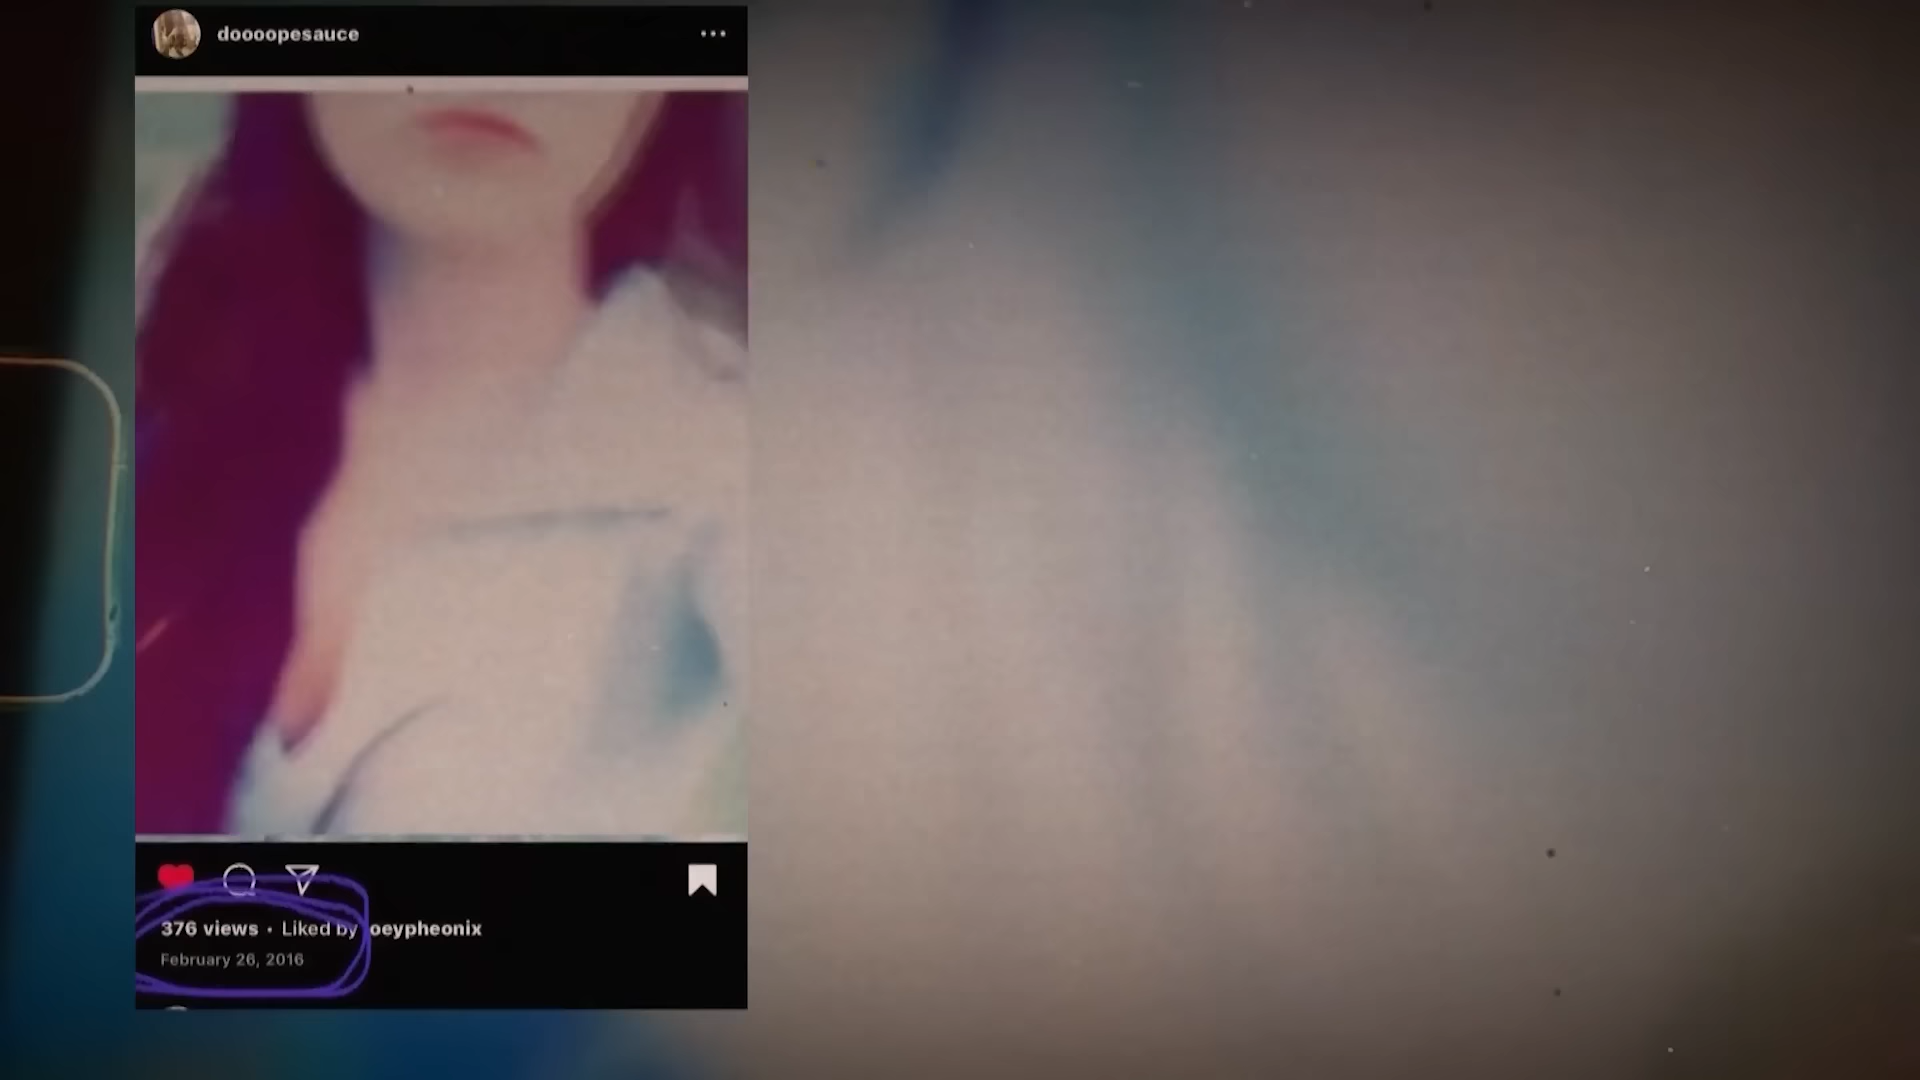 doooopesauce
376 views • Liked by oeypheonix
February 26, 2016